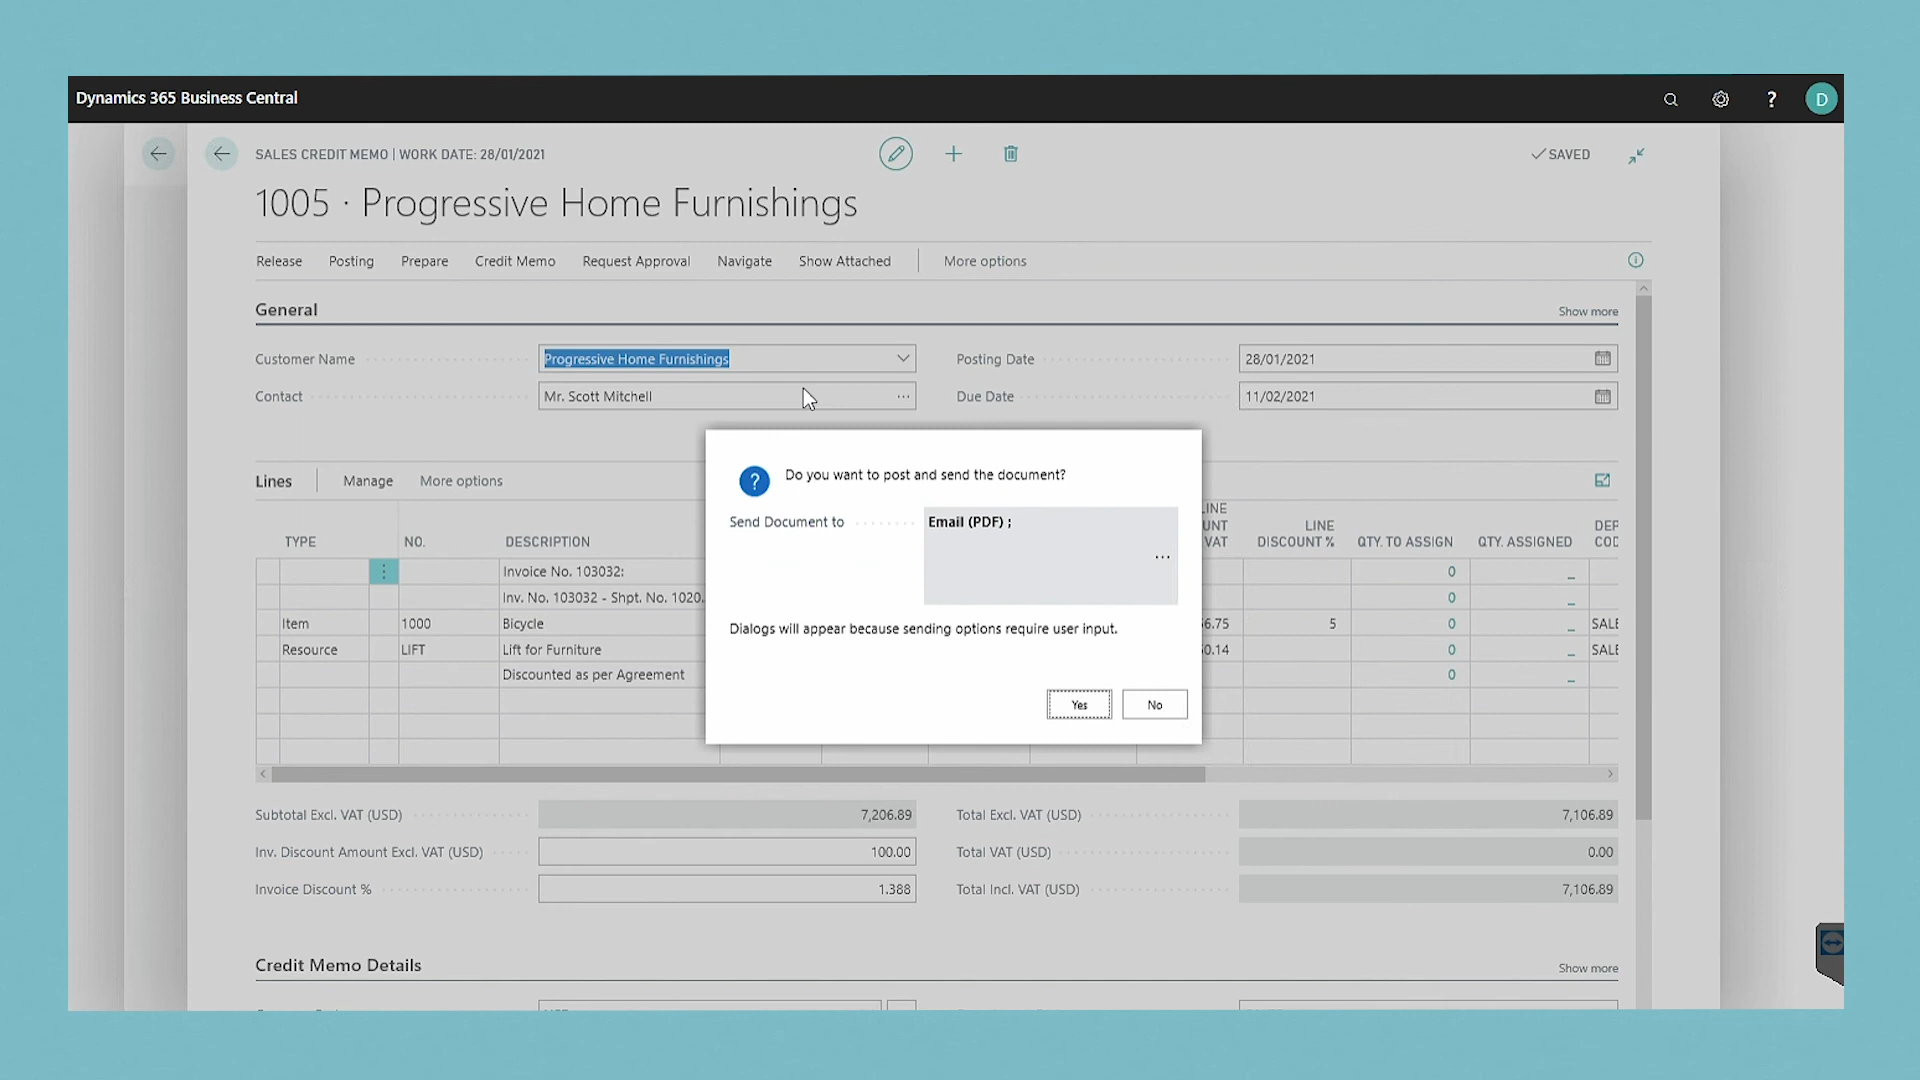 Dynamics 365 Business Central
?
D
SALES CREDIT MEMO | WORK DATE: 28/01/2021
✓ SAVED
1005 · Progressive Home Furnishings
Release Posting Prepare Credit Memo Request Approval Navigate Show Attached More options
General
Show more
Customer Name Progressive Home Furnishings
Posting Date 28/01/2021
Contact Mr. Scott Mitchell ...
Due Date 11/02/2021
?
Do you want to post and send the document?
Send Document to Email (PDF) ;
...
Dialogs will appear because sending options require user input.
Yes No
Lines Manage More options
TYPE NO. DESCRIPTION
LINE DISCOUNT % QTY. TO ASSIGN QTY. ASSIGNED
Invoice No. 103032: 0 _
Inv. No. 103032 - Shpt. No. 1020. 0 _
Item 1000 Bicycle 6.75 5 0 _ SALE
Resource LIFT Lift for Furniture 0.14 0 _ SALE
Discounted as per Agreement 0 _
Subtotal Excl. VAT (USD) 7,206.89
Total Excl. VAT (USD) 7,106.89
Inv. Discount Amount Excl. VAT (USD) 100.00
Total VAT (USD) 0.00
Invoice Discount % 1.388
Total Incl. VAT (USD) 7,106.89
Credit Memo Details
Show more